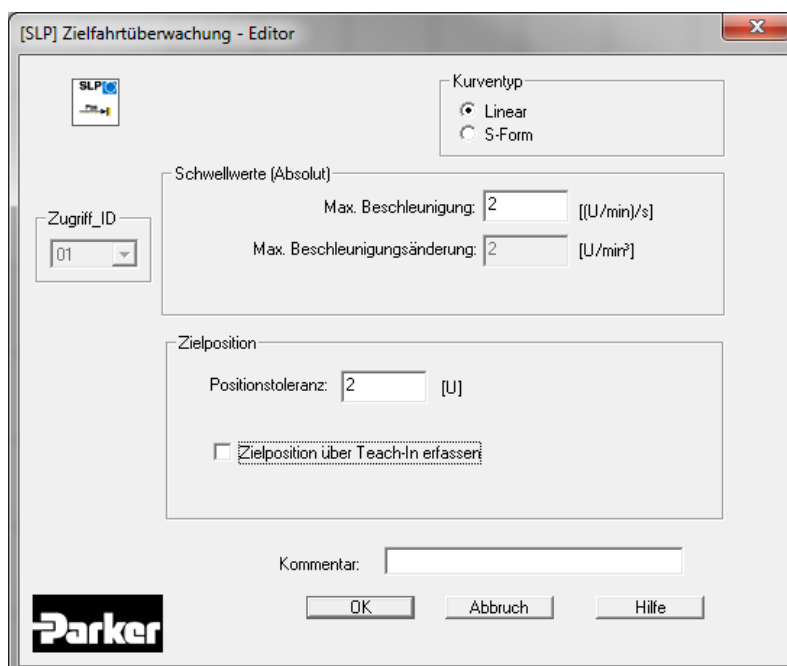 [SLP] Zielfahrtüberwachung - Editor
SLP
Kurventyp
Linear
S-Form
Schwellwerte (Absolut)
Max. Beschleunigung: 2 [(U/min)/s]
Zugriff_ID
01
Max. Beschleunigungsänderung: 2 [U/min³]
Zielposition
Positionstoleranz: 2 [U]
Zielposition über Teach-In erfassen
Kommentar:
OK Abbruch Hilfe
Parker